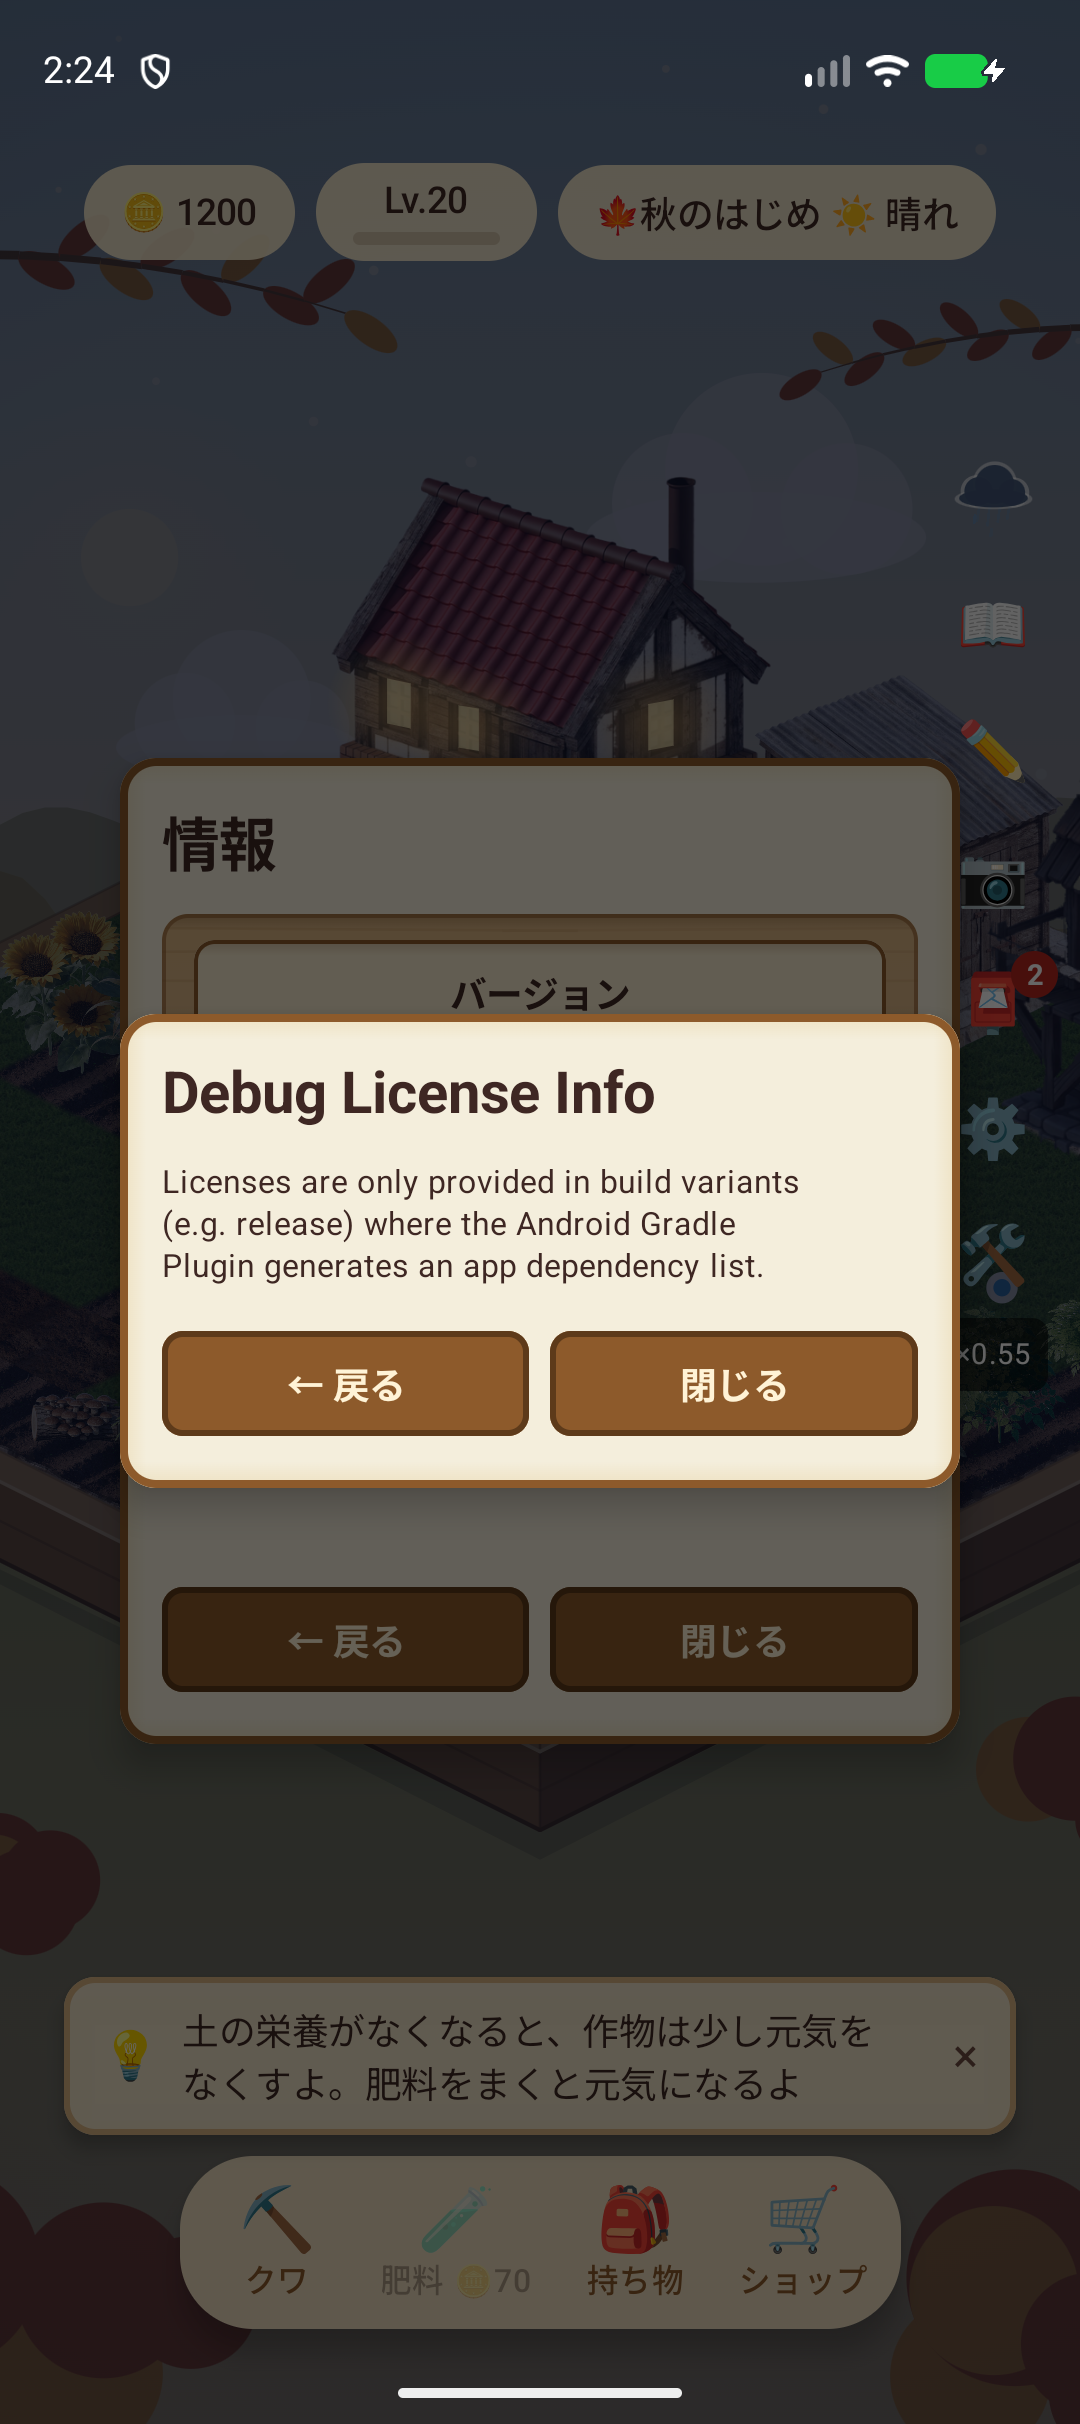 2:24
1200
Lv.20
秋のはじめ 晴れ
情報
バージョン
2
Debug License Info
Licenses are only provided in build variants
(e.g. release) where the Android Gradle
Plugin generates an app dependency list.
← 戻る
閉じる
×0.55
← 戻る
閉じる
土の栄養がなくなると、作物は少し元気を
なくすよ。肥料をまくと元気になるよ
×
クワ
肥料 70
持ち物
ショップ